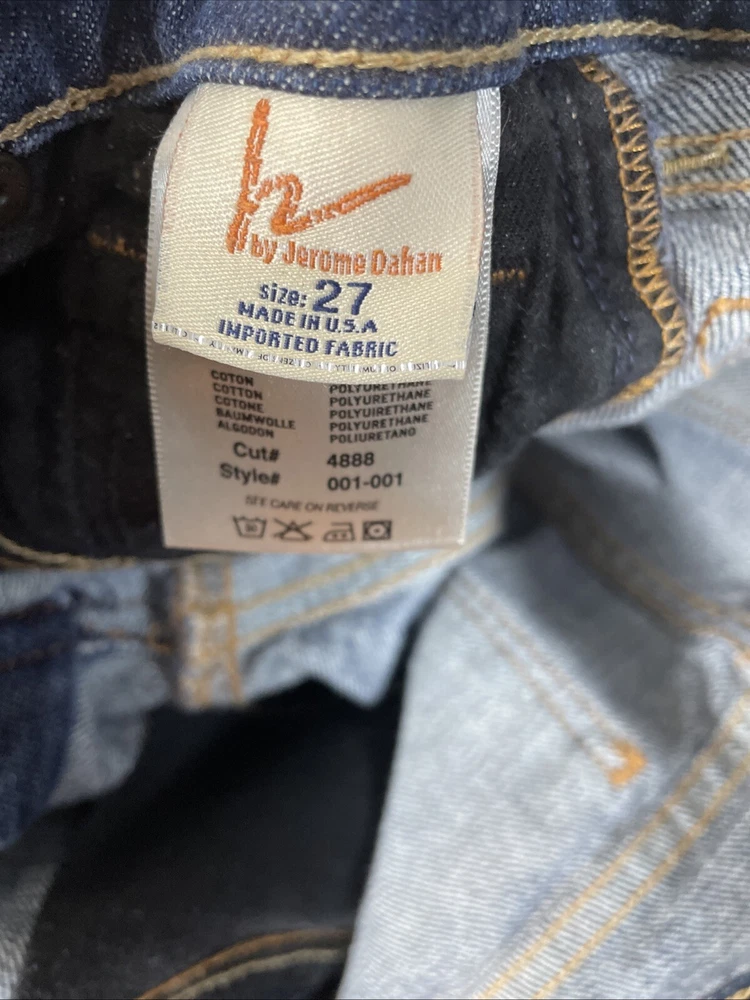 by Jerome Dahan
size: 27
MADE IN U.S.A
IMPORTED FABRIC
COTON POLYURETHANE
COTTON POLYURETHANE
COTONE POLYUIRETHANE
BAUMWOLLE POLYURETHANE
ALGODON POLIURETANO
Cut# 4888
Style# 001-001
SEE CARE ON REVERSE